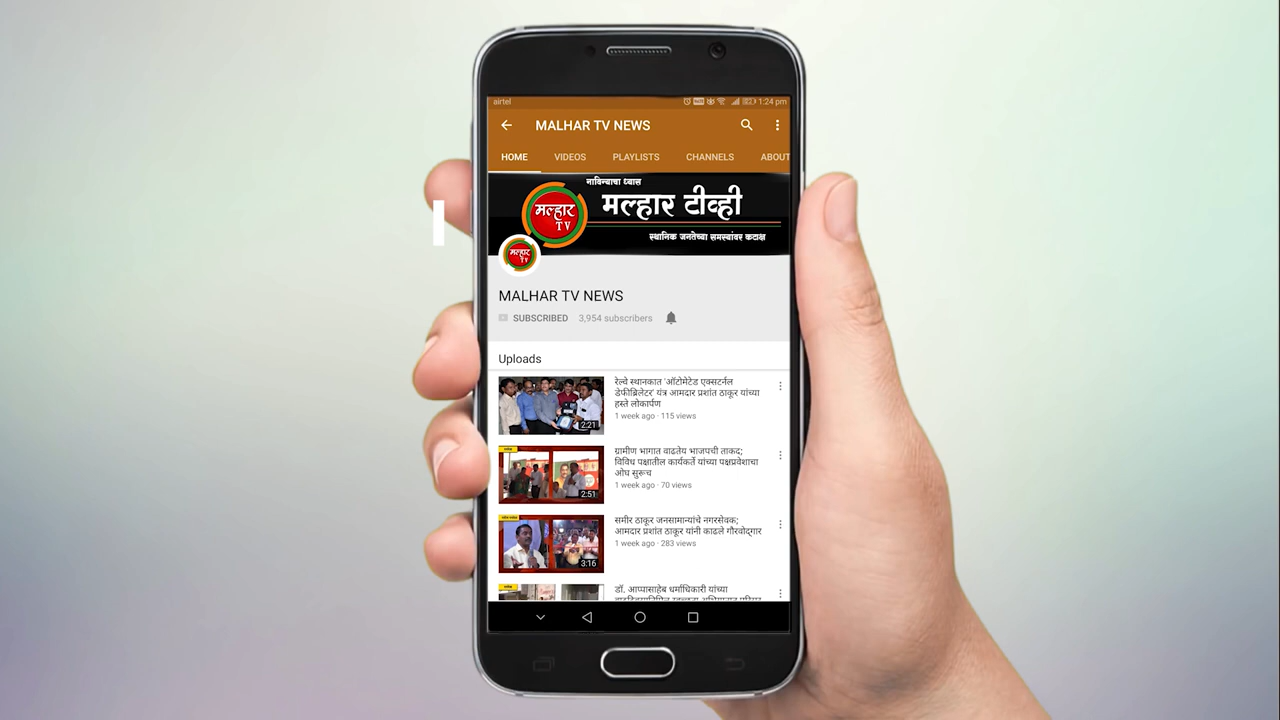 airtel
1:24 pm
MALHAR TV NEWS
HOME VIDEOS PLAYLISTS CHANNELS ABOUT
नाविन्याचा ध्यास
मल्हार टीव्ही
मल्हार
TV
स्थानिक जनतेच्या समस्यांवर कटाक्ष
मल्हार
TV
MALHAR TV NEWS
SUBSCRIBED 3,954 subscribers
Uploads
रेल्वे स्थानकात 'ऑटोमेटेड एक्सटर्नल
डेफीब्रिलेटर' यंत्र आमदार प्रशांत ठाकूर यांच्या
हस्ते लोकार्पण
1 week ago · 115 views
2:21
ग्रामीण भागात वाढतेय भाजपची ताकद;
विविध पक्षातील कार्यकर्ते यांच्या पक्षप्रवेशाचा
ओघ सुरूच
1 week ago · 70 views
2:51
समीर ठाकूर जनसामान्यांचे नगरसेवक;
आमदार प्रशांत ठाकूर यांनी काढले गौरवोद्गार
1 week ago · 283 views
3:16
डॉ. आप्पासाहेब धर्माधिकारी यांच्या